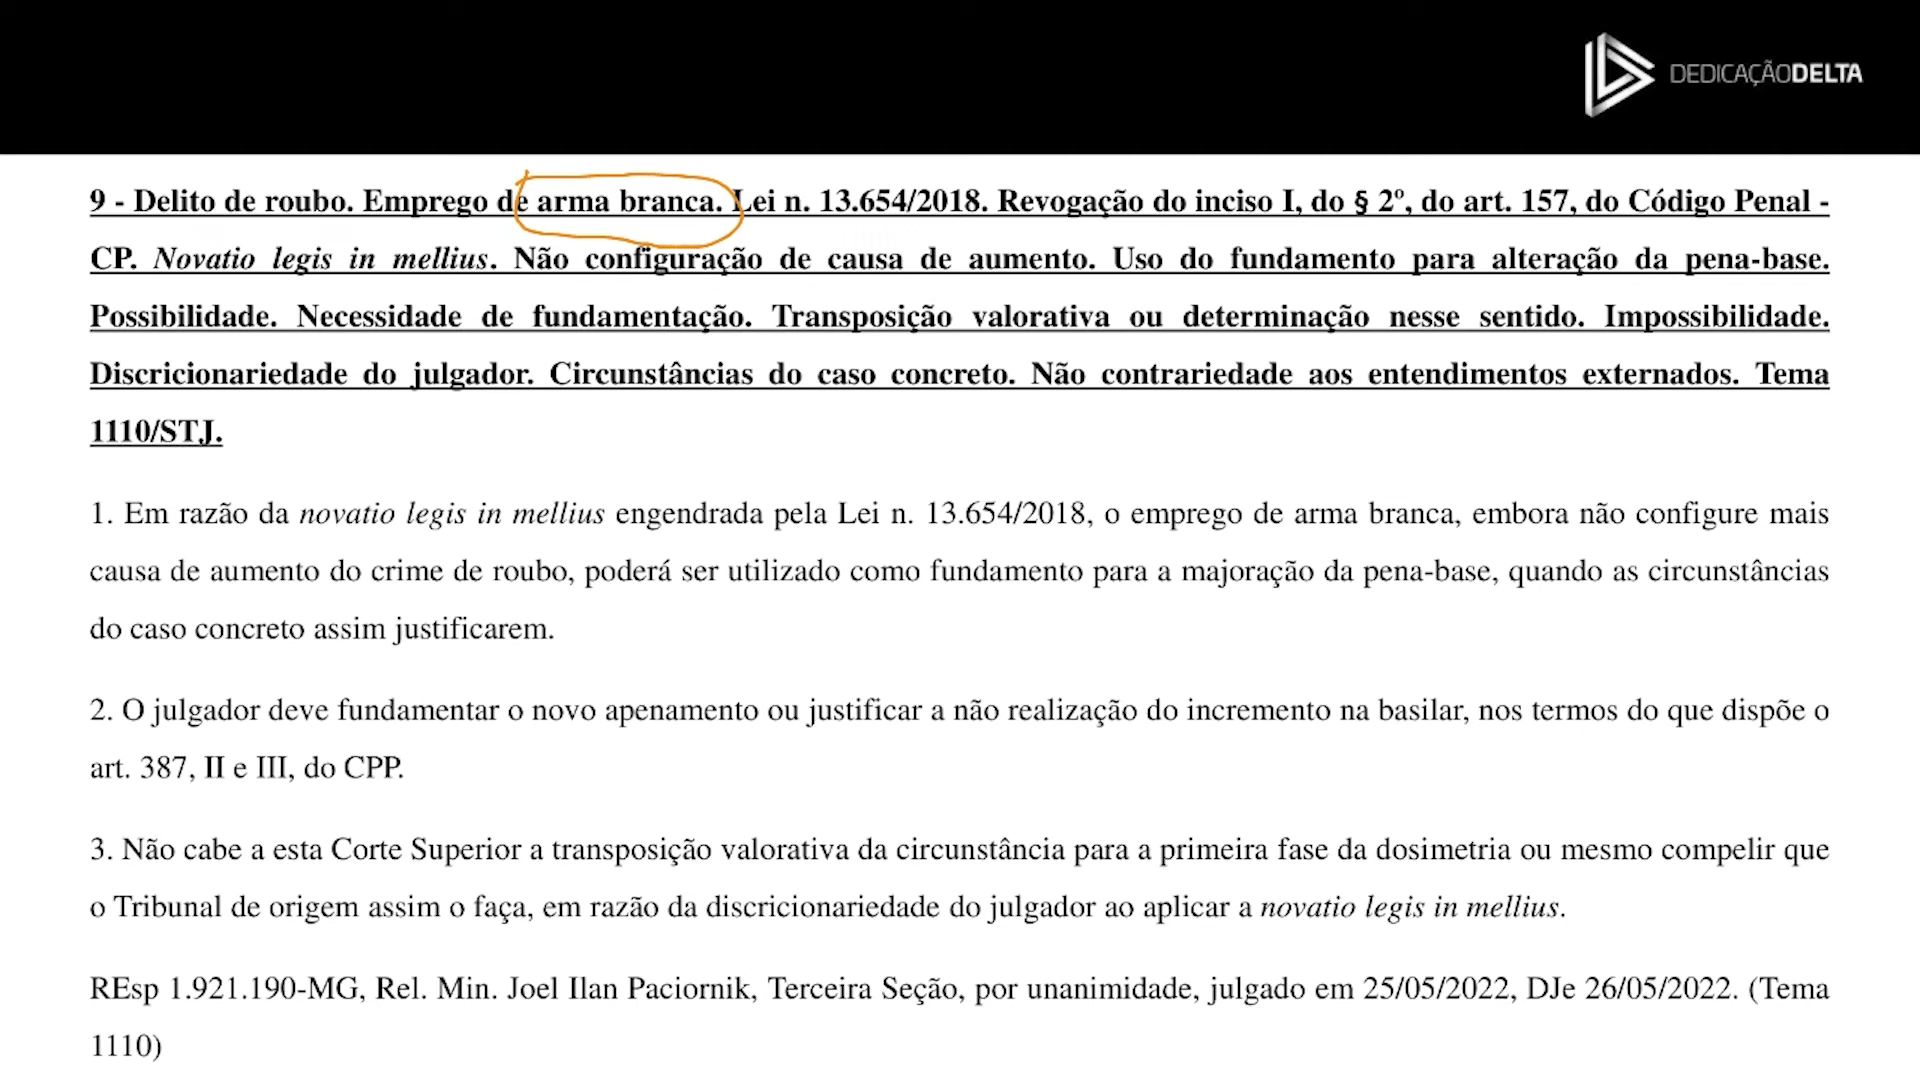 DEDICAÇÃODELTA
9 - Delito de roubo. Emprego de arma branca. Lei n. 13.654/2018. Revogação do inciso I, do § 2º, do art. 157, do Código Penal -
CP. Novatio legis in mellius. Não configuração de causa de aumento. Uso do fundamento para alteração da pena-base.
Possibilidade. Necessidade de fundamentação. Transposição valorativa ou determinação nesse sentido. Impossibilidade.
Discricionariedade do julgador. Circunstâncias do caso concreto. Não contrariedade aos entendimentos externados. Tema
1110/STJ.
1. Em razão da novatio legis in mellius engendrada pela Lei n. 13.654/2018, o emprego de arma branca, embora não configure mais
causa de aumento do crime de roubo, poderá ser utilizado como fundamento para a majoração da pena-base, quando as circunstâncias
do caso concreto assim justificarem.
2. O julgador deve fundamentar o novo apenamento ou justificar a não realização do incremento na basilar, nos termos do que dispõe o
art. 387, II e III, do CPP.
3. Não cabe a esta Corte Superior a transposição valorativa da circunstância para a primeira fase da dosimetria ou mesmo compelir que
o Tribunal de origem assim o faça, em razão da discricionariedade do julgador ao aplicar a novatio legis in mellius.
REsp 1.921.190-MG, Rel. Min. Joel Ilan Paciornik, Terceira Seção, por unanimidade, julgado em 25/05/2022, DJe 26/05/2022. (Tema
1110)